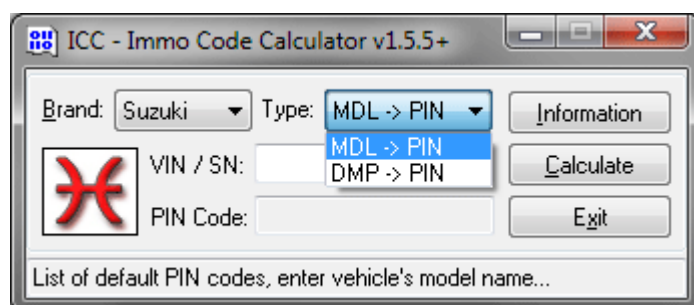 ICC - Immo Code Calculator v1.5.5+
Brand: Suzuki Type: MDL -> PIN Information
MDL -> PIN
DMP -> PIN
VIN / SN: Calculate
PIN Code: Exit
List of default PIN codes, enter vehicle's model name...